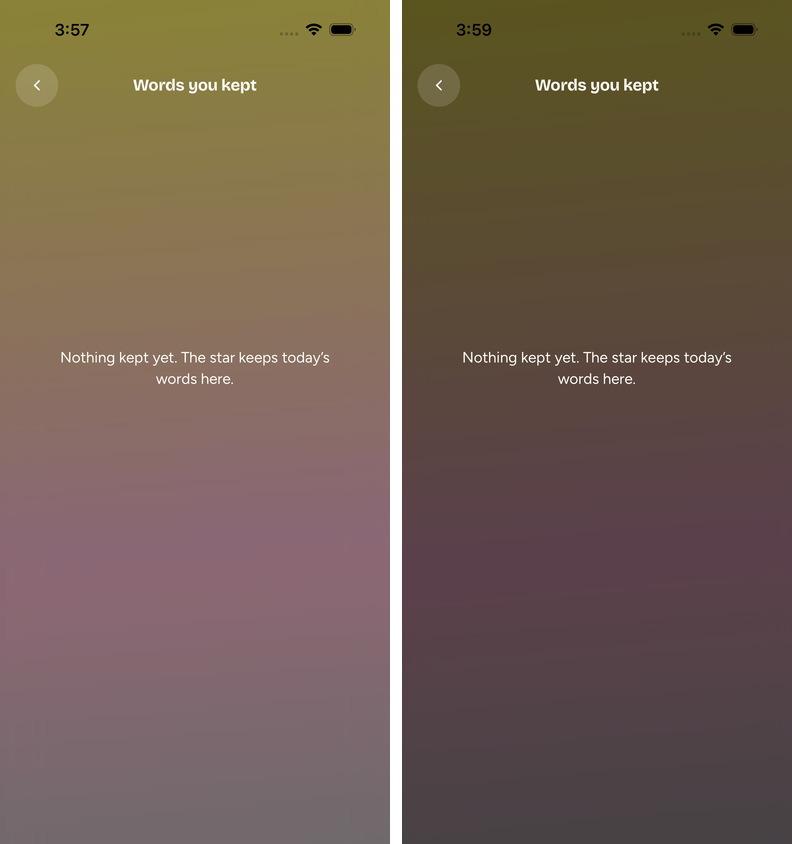 3:57
Words you kept
Nothing kept yet. The star keeps today’s
words here.
3:59
Words you kept
Nothing kept yet. The star keeps today’s
words here.